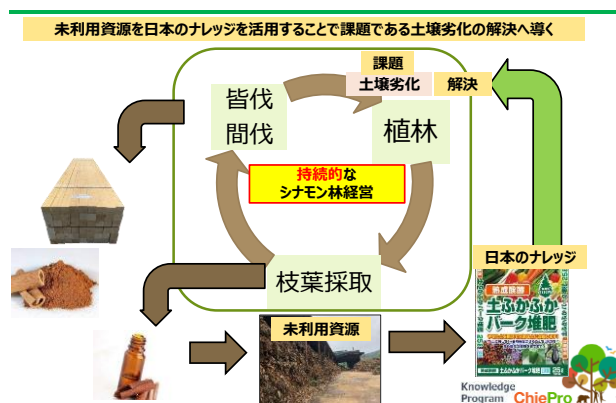 未利用資源を日本のナレッジを活用することで課題である土壌劣化の解決へ導く
課題
土壌劣化
解決
皆伐
間伐
植林
持続的な
シナモン林経営
枝葉採取
日本のナレッジ
未利用資源
熟成醗酵
土ふかふか
バーク堆肥
Knowledge
Program ChiePro